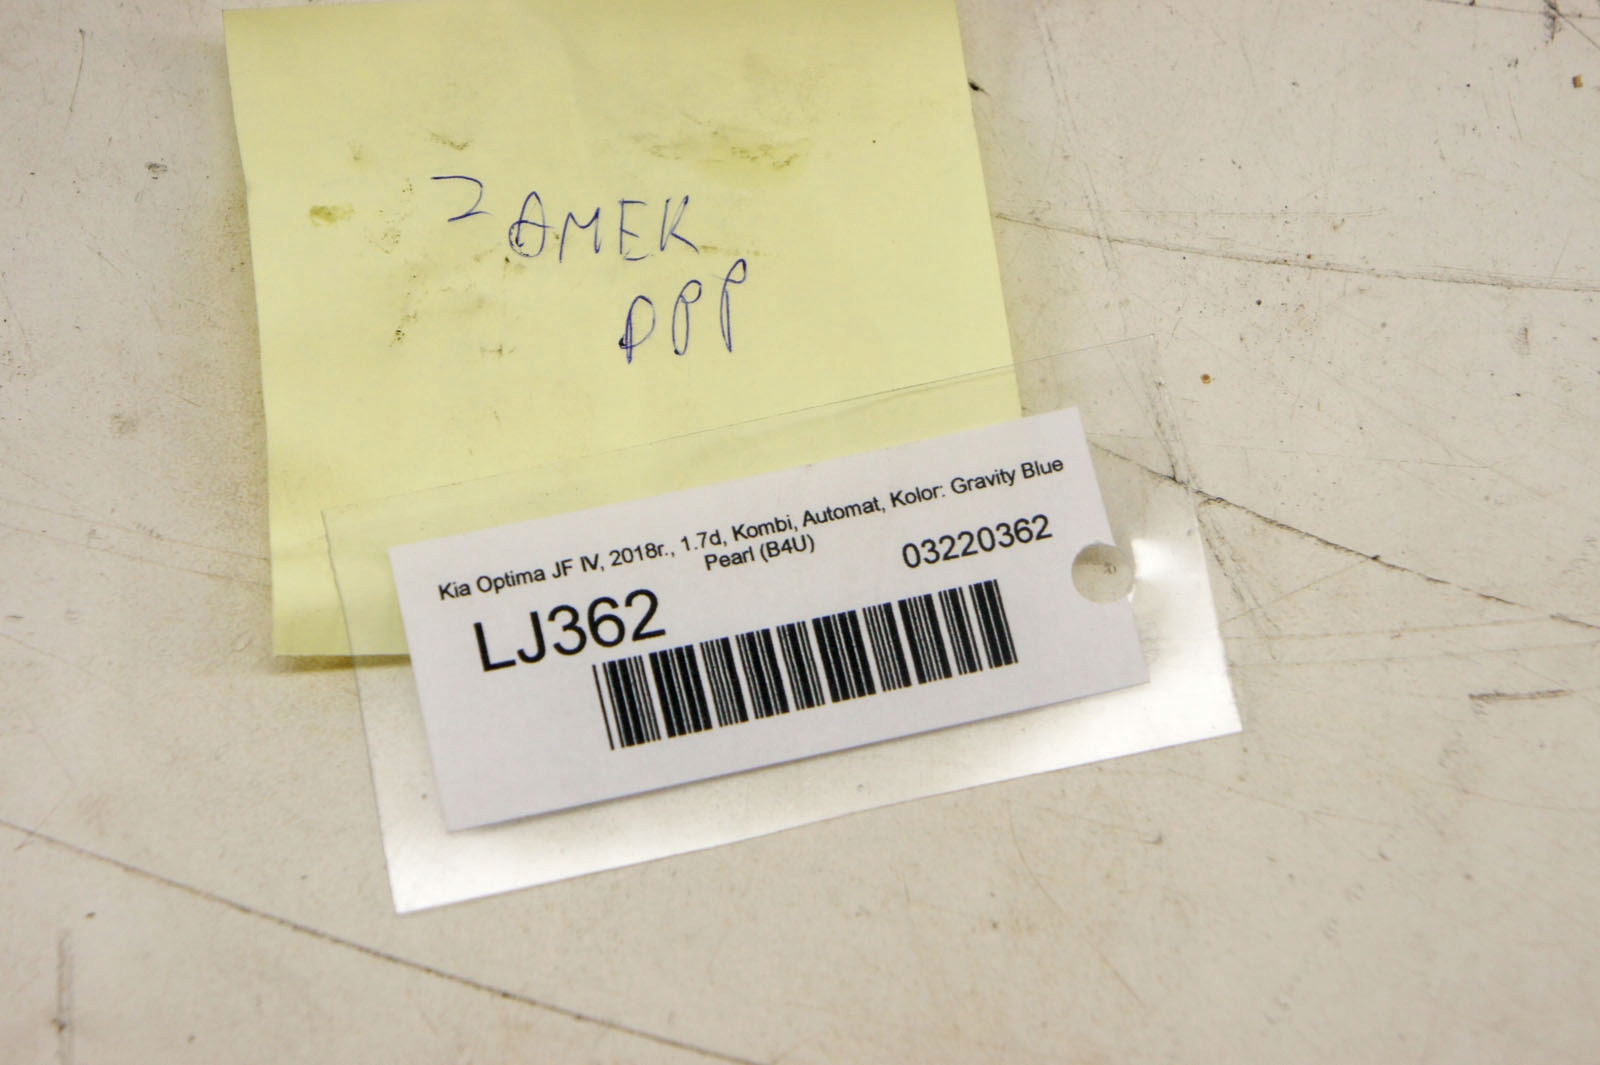 ZAMEK
PPP
Kia Optima JF IV, 2018r., 1.7d, Kombi, Automat, Kolor: Gravity Blue
Pearl (B4U)
03220362
LJ362